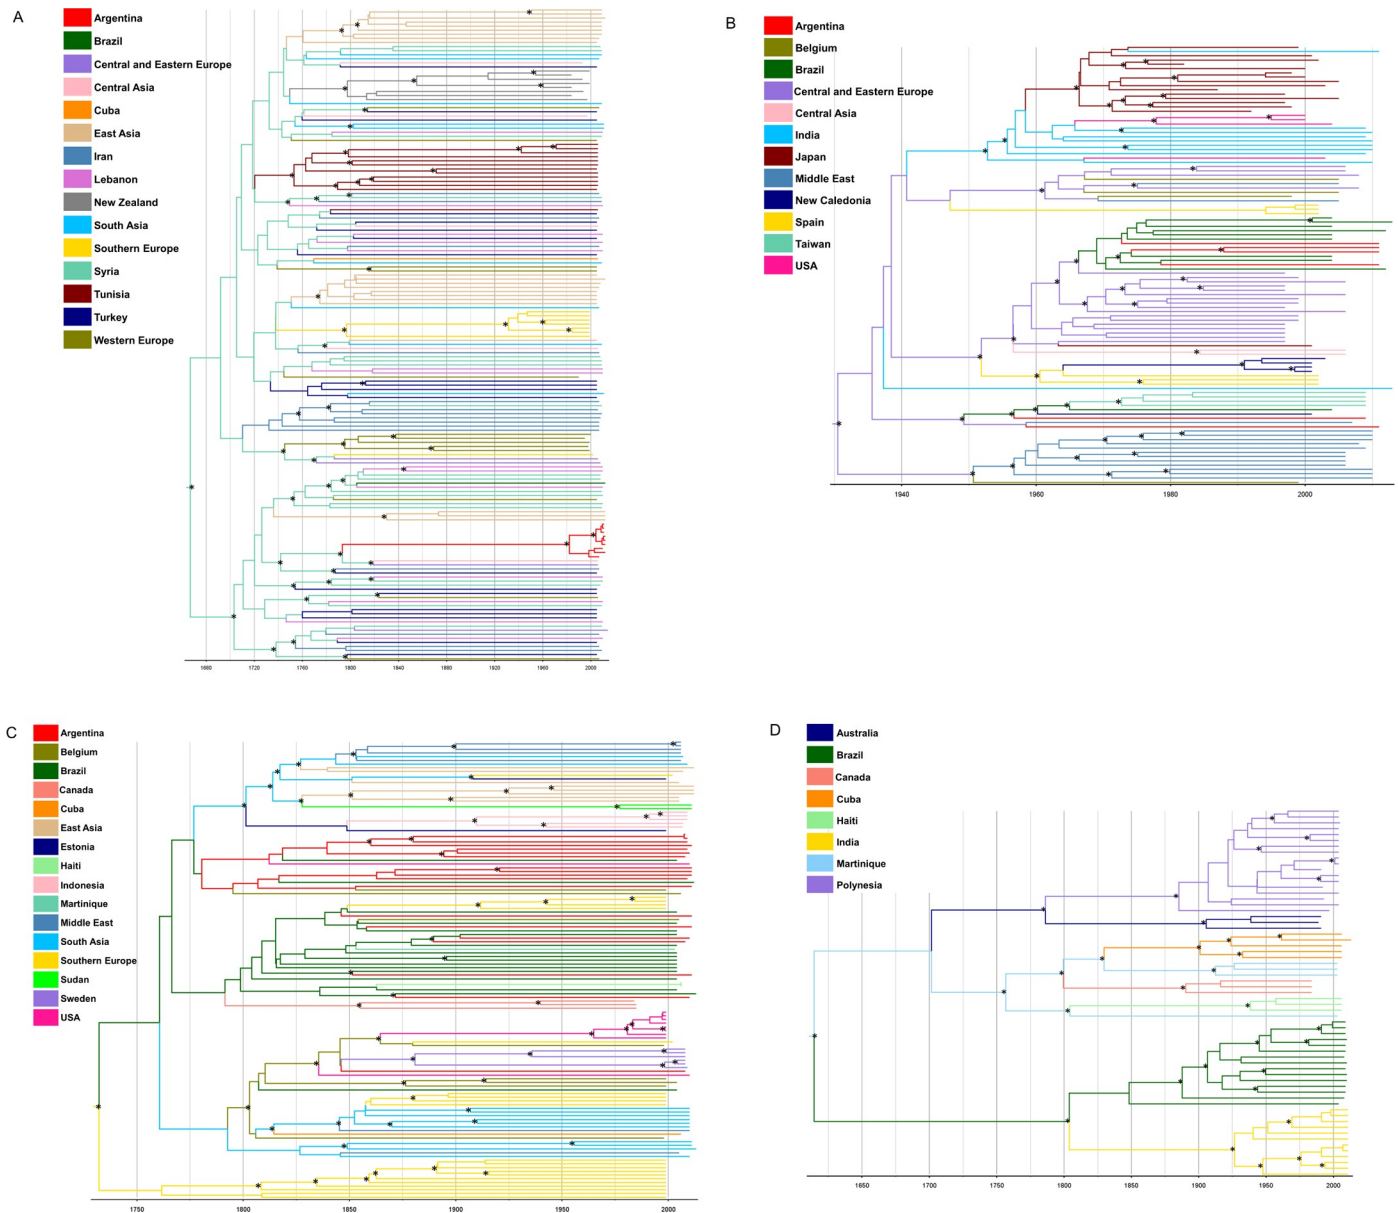 A
Argentina
Brazil
Central and Eastern Europe
Central Asia
Cuba
East Asia
Iran
Lebanon
New Zealand
South Asia
Southern Europe
Syria
Tunisia
Turkey
Western Europe
1680 1720 1760 1800 1840 1880 1920 1960 2000
B
Argentina
Belgium
Brazil
Central and Eastern Europe
Central Asia
India
Japan
Middle East
New Caledonia
Spain
Taiwan
USA
1940 1960 1980 2000
C
Argentina
Belgium
Brazil
Canada
Cuba
East Asia
Estonia
Haiti
Indonesia
Martinique
Middle East
South Asia
Southern Europe
Sudan
Sweden
USA
1750 1800 1850 1900 1950 2000
D
Australia
Brazil
Canada
Cuba
Haiti
India
Martinique
Polynesia
1650 1700 1750 1800 1850 1900 1950 2000